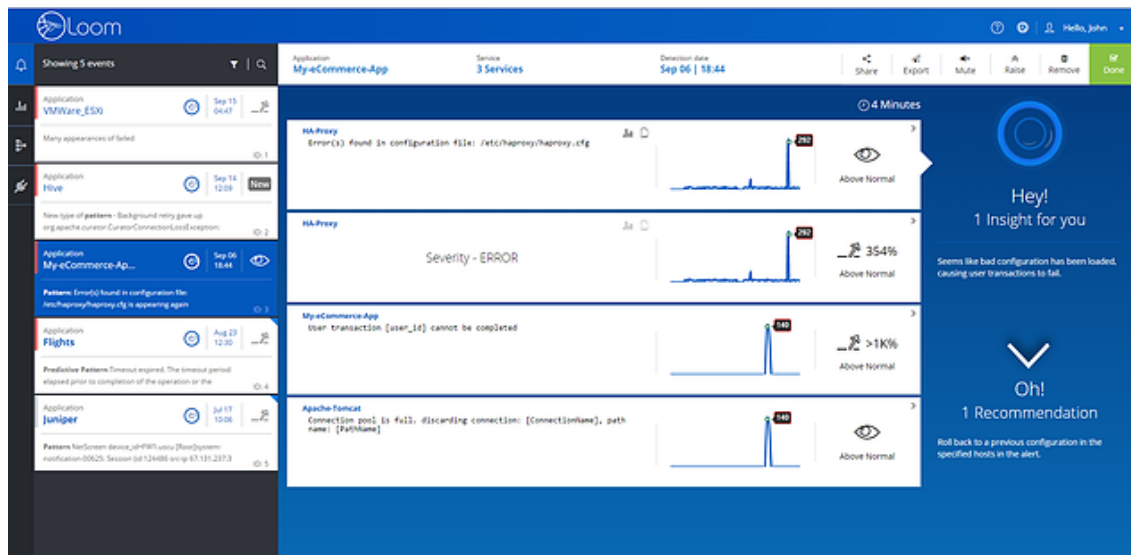 Loom
Hello, John
Showing 5 events
Application
My-eCommerce-App
Service
3 Services
Detection date
Sep 06 | 18:44
Share
Export
Mute
Raise
Remove
Done
Application
VMWare_ESXi
Sep 15
04:47
Many appearances of failed
ID: 1
Application
Hive
Sep 14
12:09
New
New type of pattern - Background retry gave up
org.apache.curator.CuratorConnectionLossException:
ID: 2
Application
My-eCommerce-Ap...
Sep 06
18:44
Pattern: Error(s) found in configuration file:
/etc/haproxy/haproxy.cfg is appearing again
ID: 3
Application
Flights
Aug 23
12:30
Predictive Pattern: Timeout expired. The timeout period
elapsed prior to completion of the operation or the
ID: 4
Application
Juniper
Jul 17
10:06
Pattern NetScreen
notification-00625: Session
ID: 5
4 Minutes
HA-Proxy
Error(s) found in configuration file: /etc/haproxy/haproxy.cfg
292
Above Normal
HA-Proxy
Severity - ERROR
292
354%
Above Normal
My-eCommerce-App
User transaction [user_id] cannot be completed
140
>1K%
Above Normal
Apache-Tomcat
Connection pool is full, discarding connection: [ConnectionName], path
name: [PathName]
140
Above Normal
Hey!
1 Insight for you
Seems like bad configuration has been loaded,
causing user transactions to fail.
Oh!
1 Recommendation
Roll back to a previous configuration in the
specified hosts in the alert.